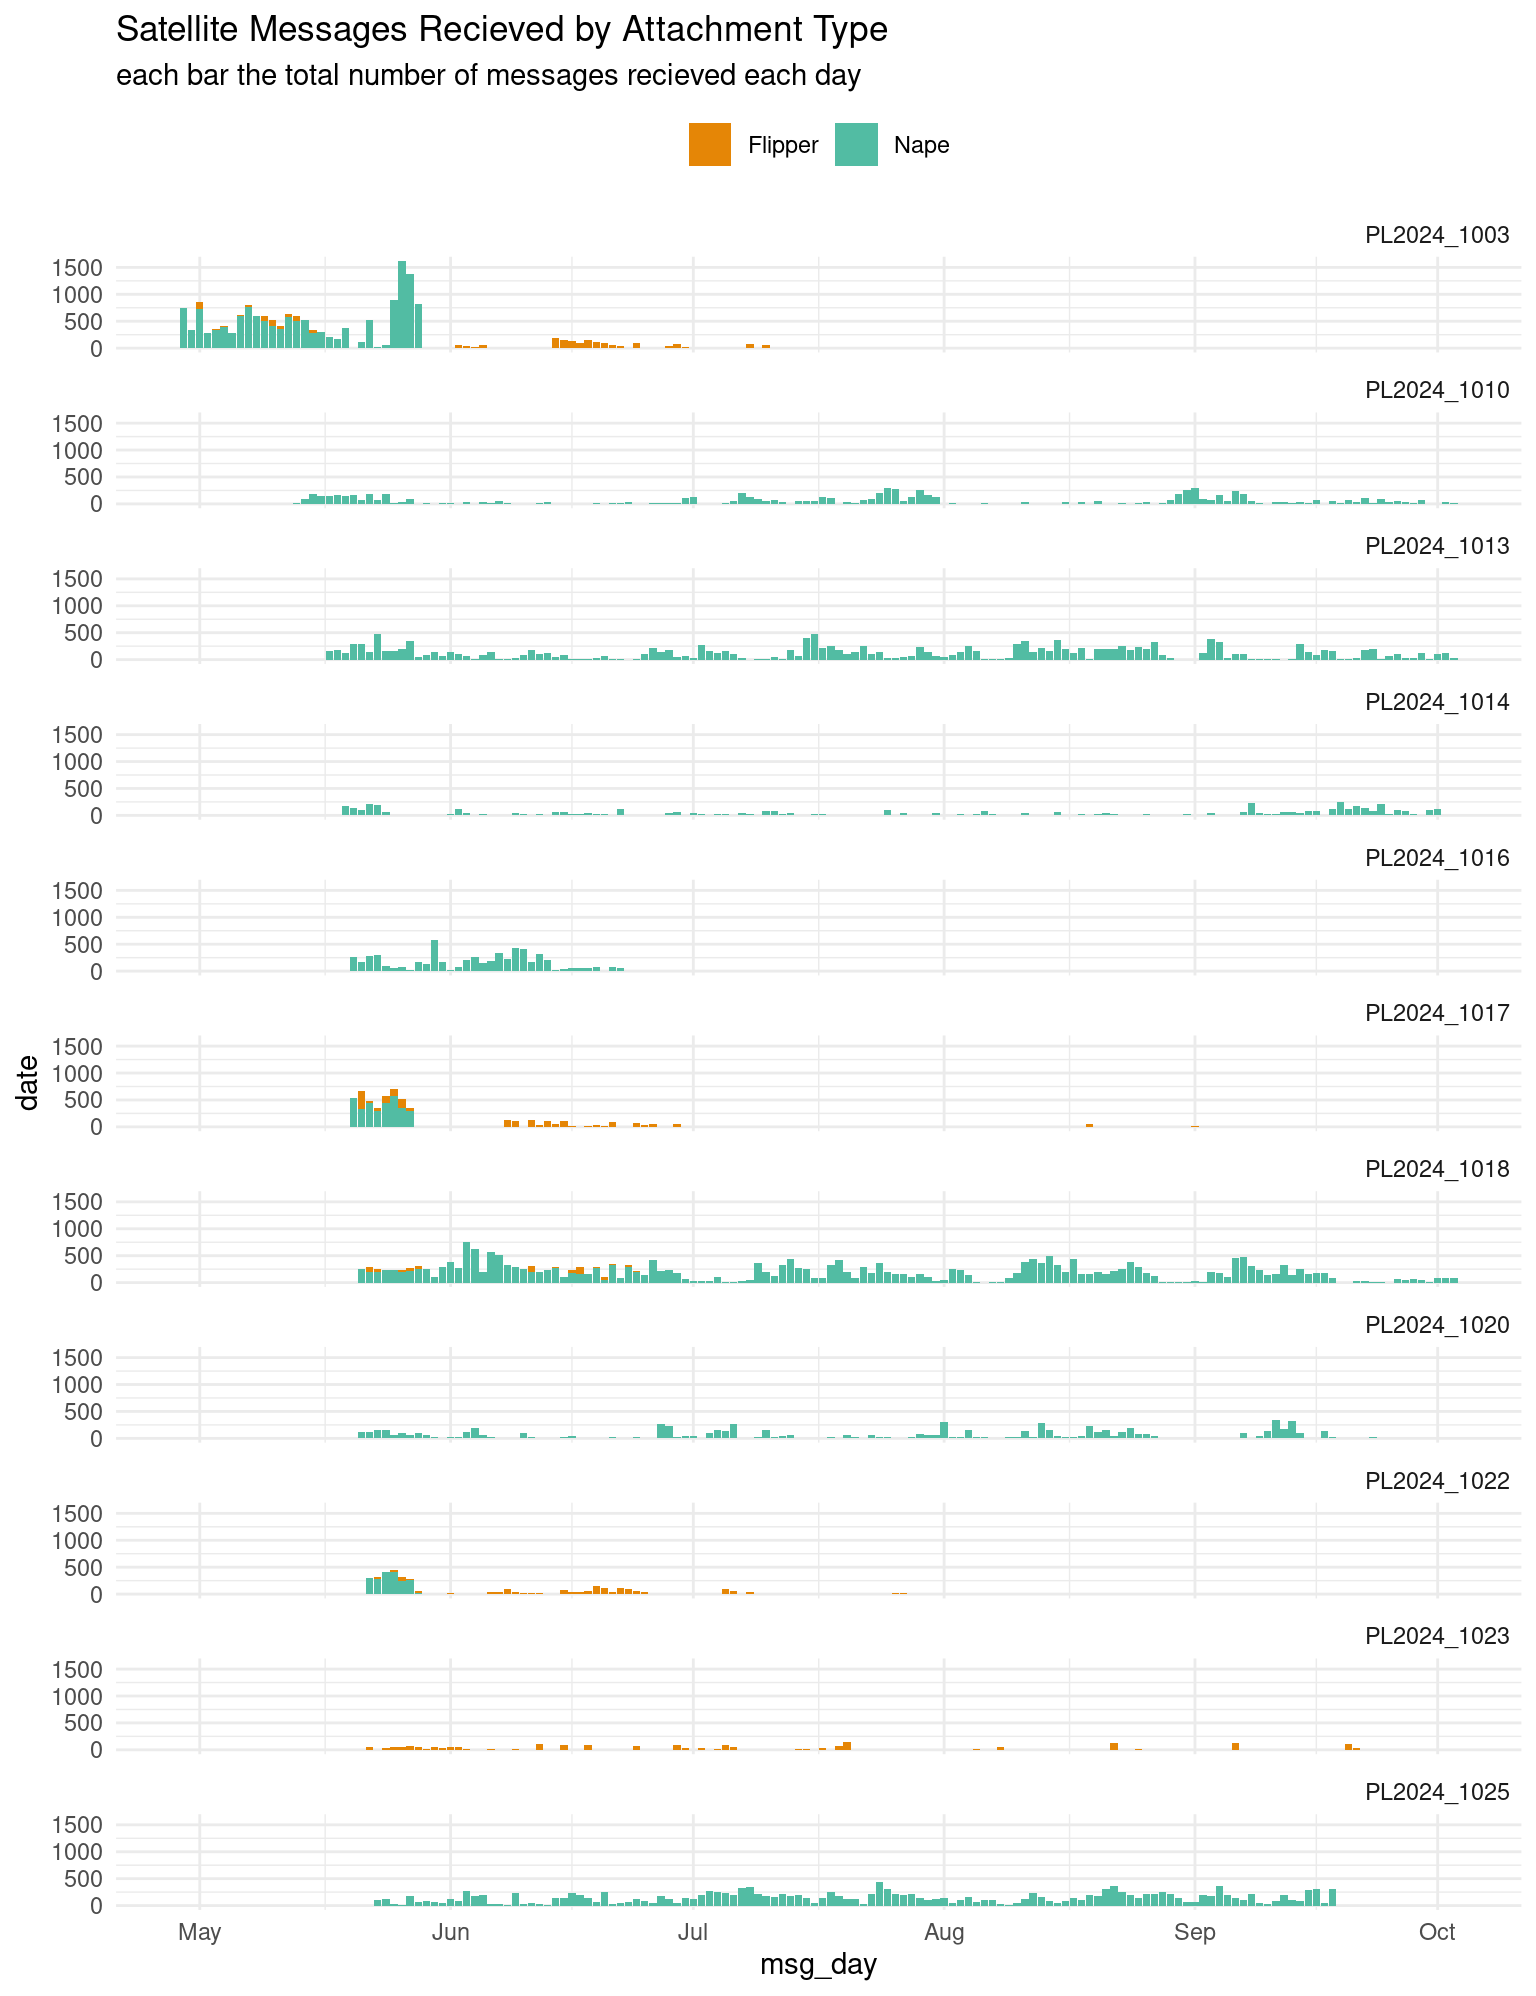 Satellite Messages Recieved by Attachment Type
each bar the total number of messages recieved each day
Flipper Nape
PL2024_1003
1500
1000
500
0
PL2024_1010
1500
1000
500
0
PL2024_1013
1500
1000
500
0
PL2024_1014
1500
1000
500
0
PL2024_1016
1500
1000
500
0
PL2024_1017
1500
1000
500
0
date
PL2024_1018
1500
1000
500
0
PL2024_1020
1500
1000
500
0
PL2024_1022
1500
1000
500
0
PL2024_1023
1500
1000
500
0
PL2024_1025
1500
1000
500
0
May Jun Jul Aug Sep Oct
msg_day